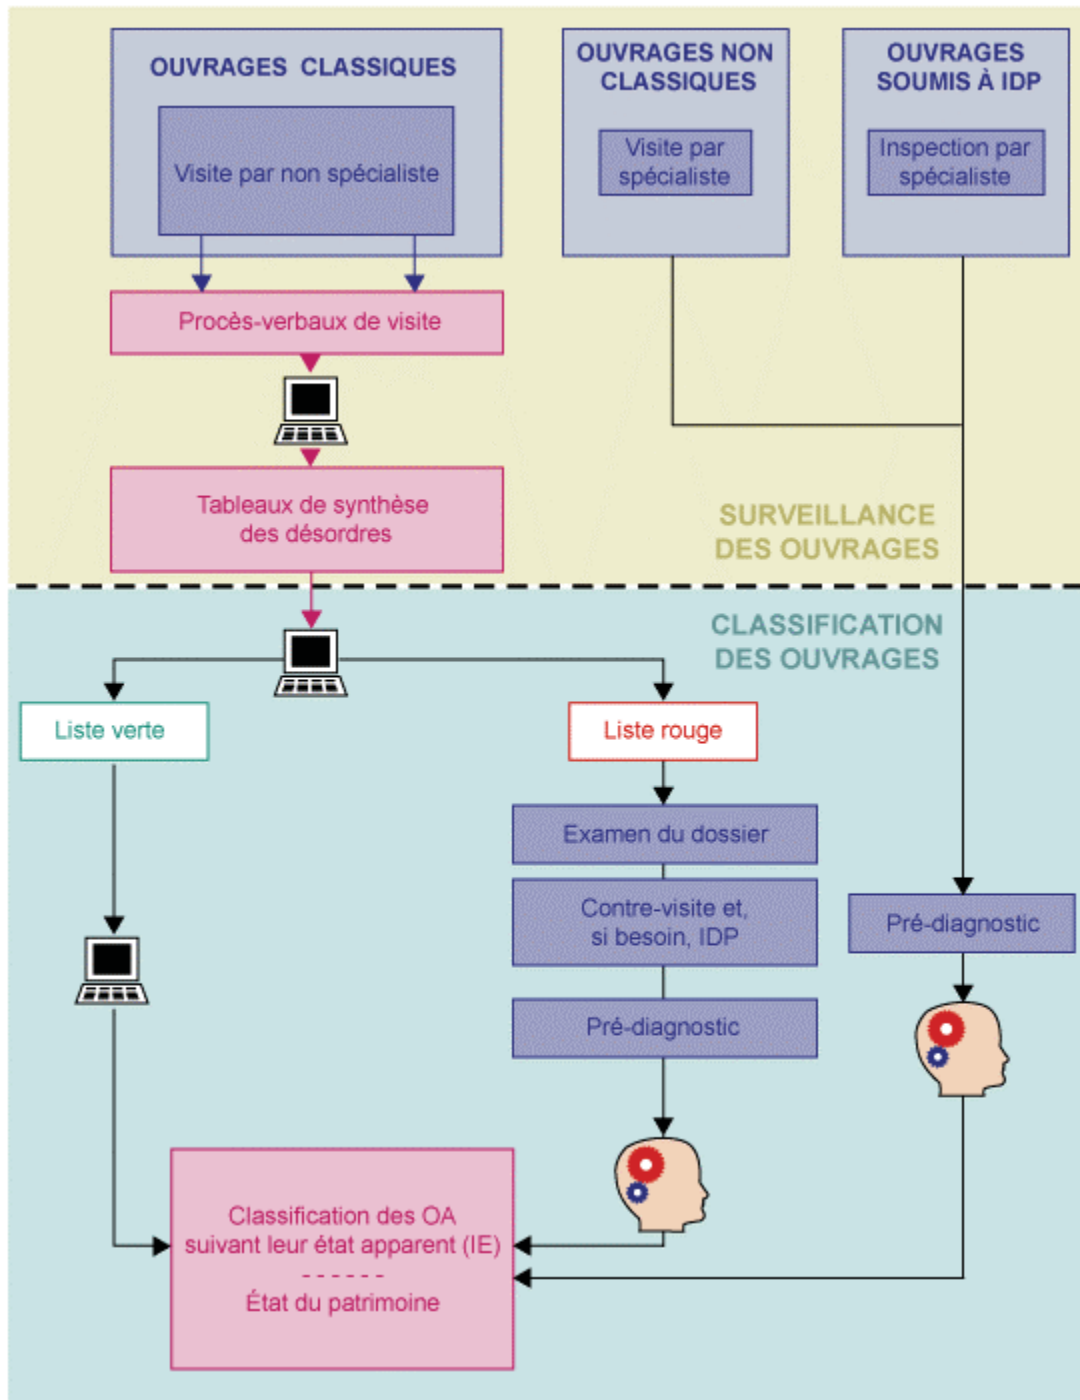 OUVRAGES CLASSIQUES
Visite par non spécialiste
OUVRAGES NON
CLASSIQUES
Visite par
spécialiste
OUVRAGES
SOUMIS À IDP
Inspection par
spécialiste
Procès-verbaux de visite
Tableaux de synthèse
des désordres
SURVEILLANCE
DES OUVRAGES
CLASSIFICATION
DES OUVRAGES
Liste verte
Liste rouge
Examen du dossier
Contre-visite et,
si besoin, IDP
Pré-diagnostic
Pré-diagnostic
Classification des OA
suivant leur état apparent (IE)
------
État du patrimoine